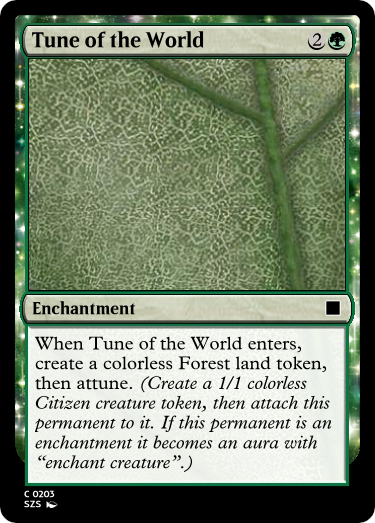 Tune of the World 2
Enchantment
When Tune of the World enters,
create a colorless Forest land token,
then attune. (Create a 1/1 colorless
Citizen creature token, then attach this
permanent to it. If this permanent is an
enchantment it becomes an aura with
“enchant creature”.)
C 0203
SZS